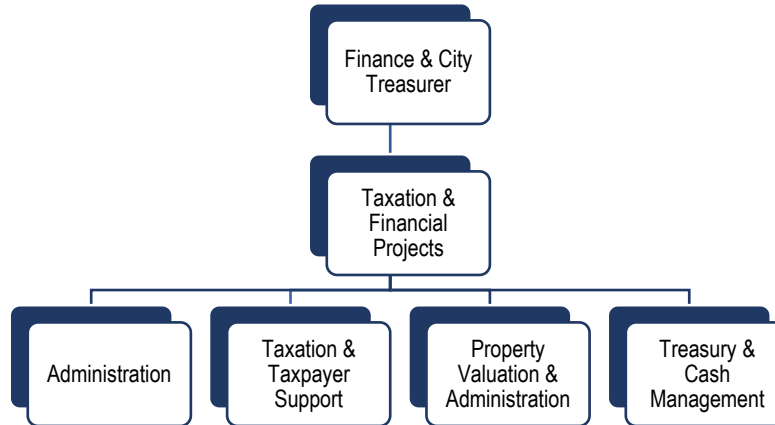 Finance & City
Treasurer
Taxation &
Financial
Projects
Administration
Taxation &
Taxpayer
Support
Property
Valuation &
Administration
Treasury &
Cash
Management